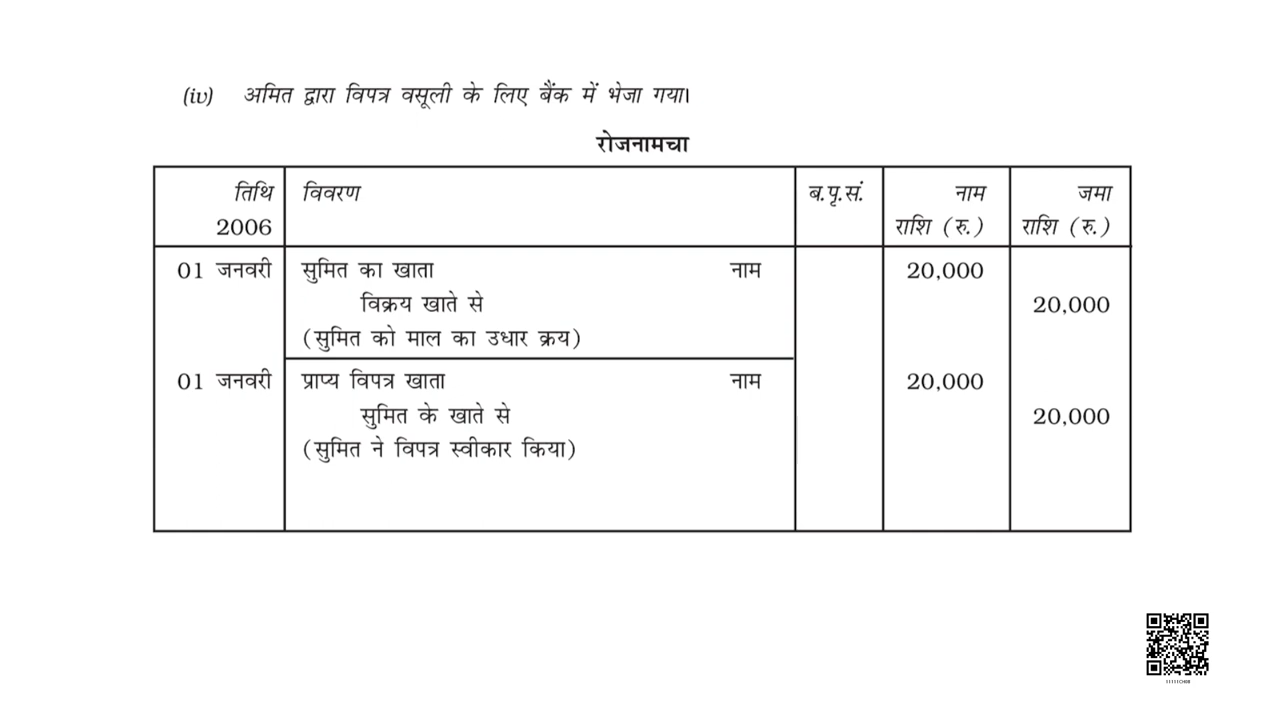 (iv) अमित द्वारा विपत्र वसूली के लिए बैंक में भेजा गया।
रोजनामचा
तिथि विवरण ब.पृ.सं. नाम जमा
2006 राशि (रु.) राशि (रु.)
01 जनवरी सुमित का खाता नाम 20,000
विक्रय खाते से 20,000
(सुमित को माल का उधार क्रय)
01 जनवरी प्राप्य विपत्र खाता नाम 20,000
सुमित के खाते से 20,000
(सुमित ने विपत्र स्वीकार किया)